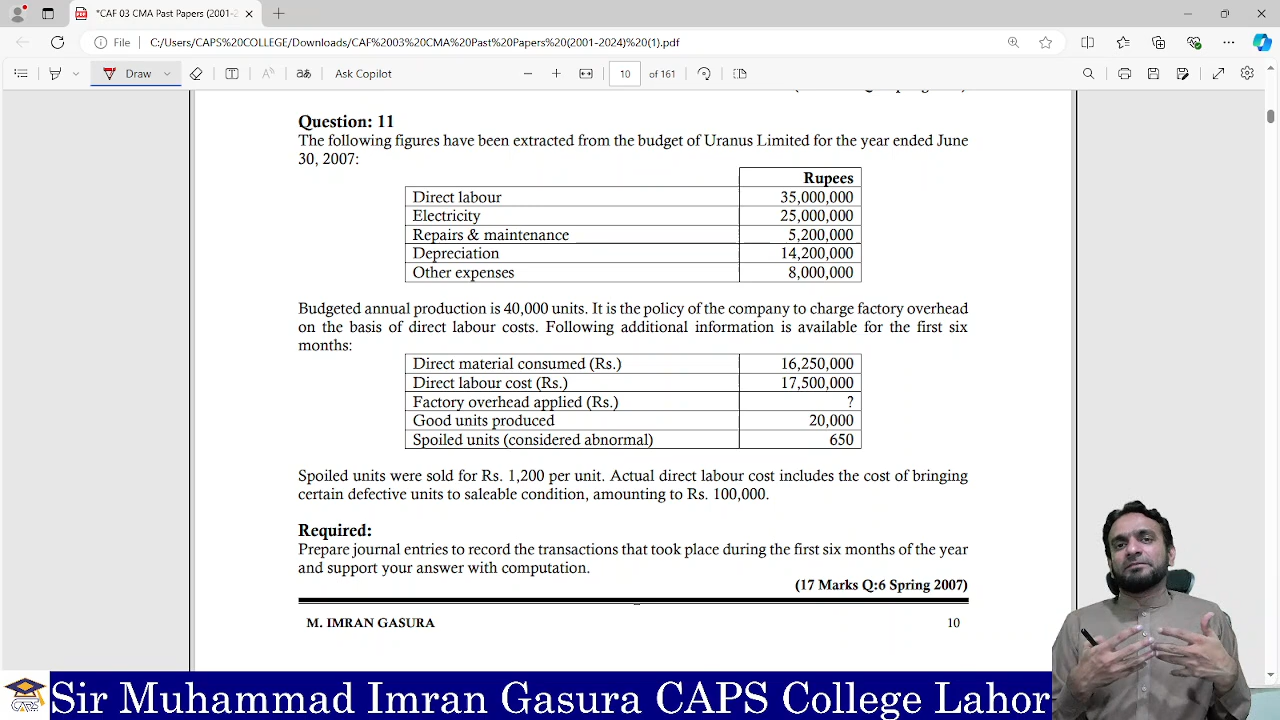 *CAF 03 CMA Past Papers (2001-2
File
C:/Users/CAPS%20COLLEGE/Downloads/CAF%2003%20CMA%20Past%20Papers%20(2001-2024)%20(1).pdf
Draw
Ask Copilot
10 of 161
Question: 11
The following figures have been extracted from the budget of Uranus Limited for the year ended June
30, 2007:
Rupees
Direct labour 35,000,000
Electricity 25,000,000
Repairs & maintenance 5,200,000
Depreciation 14,200,000
Other expenses 8,000,000
Budgeted annual production is 40,000 units. It is the policy of the company to charge factory overhead
on the basis of direct labour costs. Following additional information is available for the first six
months:
Direct material consumed (Rs.) 16,250,000
Direct labour cost (Rs.) 17,500,000
Factory overhead applied (Rs.) ?
Good units produced 20,000
Spoiled units (considered abnormal) 650
Spoiled units were sold for Rs. 1,200 per unit. Actual direct labour cost includes the cost of bringing
certain defective units to saleable condition, amounting to Rs. 100,000.
Required:
Prepare journal entries to record the transactions that took place during the first six months of the year
and support your answer with computation.
(17 Marks Q:6 Spring 2007)
M. IMRAN GASURA 10
CAPS
Sir Muhammad Imran Gasura CAPS College Lahor